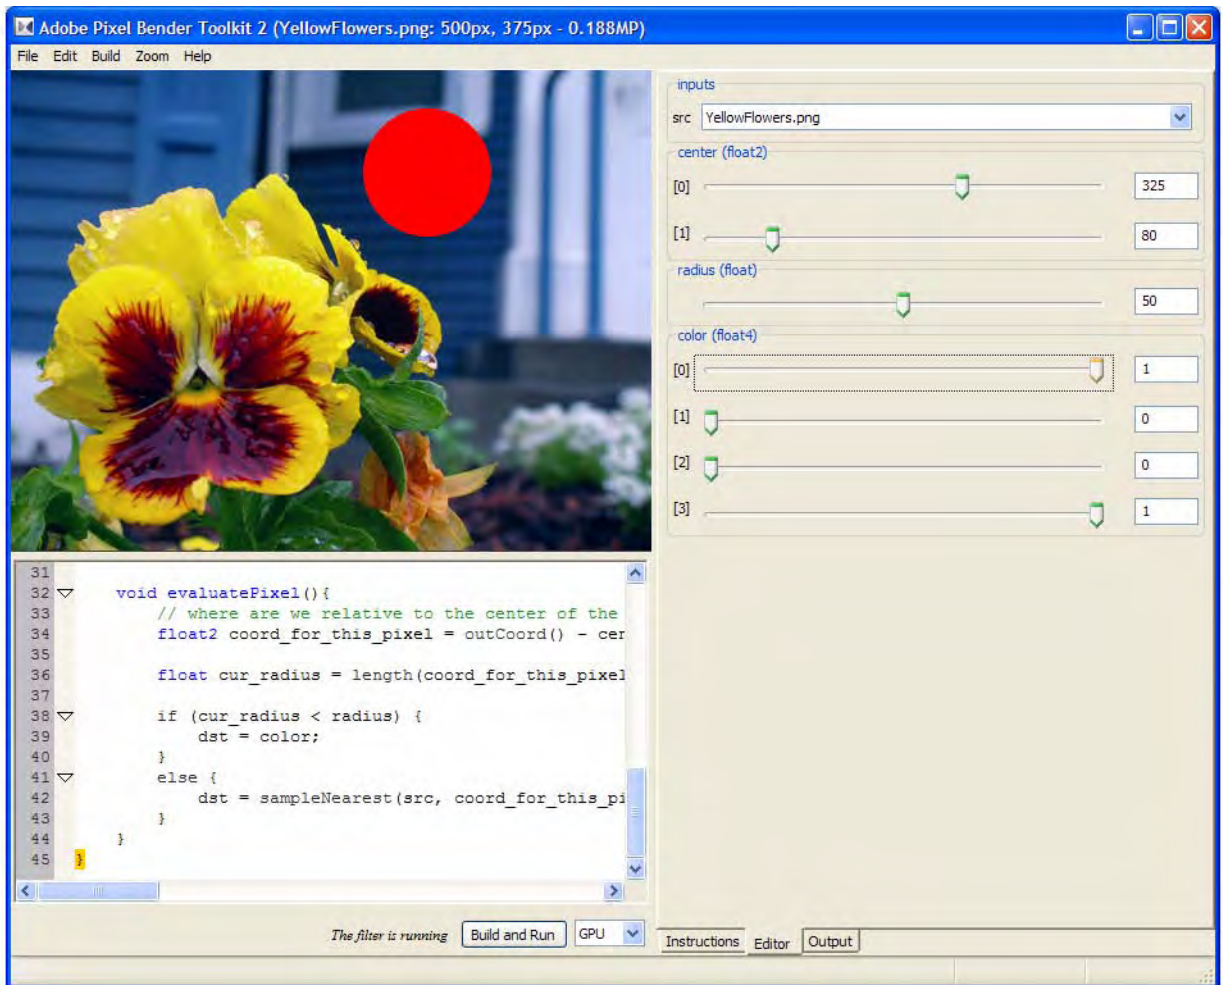 Adobe Pixel Bender Toolkit 2 (YellowFlowers.png: 500px, 375px - 0.188MP)
File Edit Build Zoom Help
inputs
src YellowFlowers.png
center (float2)
[0] 325
[1] 80
radius (float)
50
color (float4)
[0] 1
[1] 0
[2] 0
[3] 1
31
32 void evaluatePixel(){
33 // where are we relative to the center of the
34 float2 coord_for_this_pixel = outCoord() - cen
35
36 float cur_radius = length(coord_for_this_pixel
37
38 if (cur_radius < radius) {
39 dst = color;
40 }
41 else {
42 dst = sampleNearest(src, coord_for_this_pi
43 }
44 }
45 }
The filter is running Build and Run GPU
Instructions Editor Output